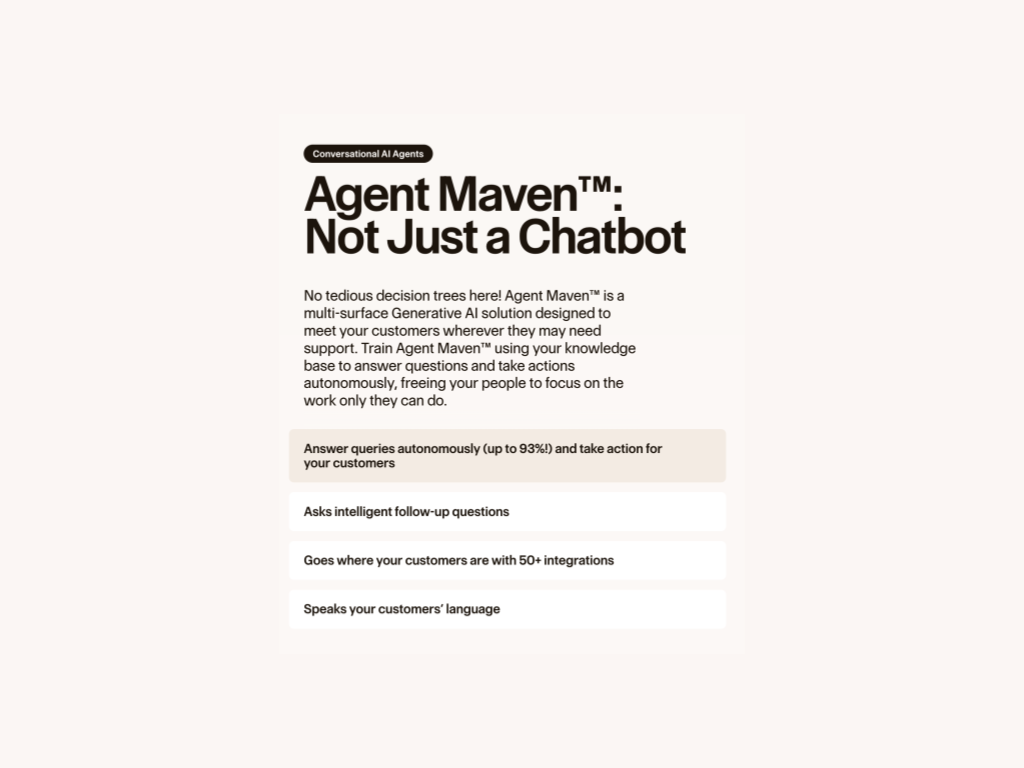 Conversational AI Agents
Agent Maven™:
Not Just a Chatbot
No tedious decision trees here! Agent Maven™ is a
multi-surface Generative AI solution designed to
meet your customers wherever they may need
support. Train Agent Maven™ using your knowledge
base to answer questions and take actions
autonomously, freeing your people to focus on the
work only they can do.
Answer queries autonomously (up to 93%!) and take action for
your customers
Asks intelligent follow-up questions
Goes where your customers are with 50+ integrations
Speaks your customers’ language